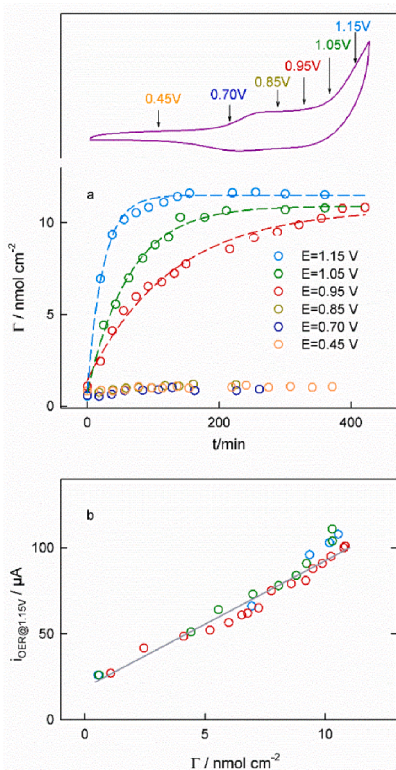 1.15V
1.05V
0.95V
0.85V
0.70V
0.45V
a
10
5
0
Γ / nmol cm-2
E=1.15 V
E=1.05 V
E=0.95 V
E=0.85 V
E=0.70 V
E=0.45 V
0 200 400
t/min
b
100
50
0
iOER@1.15V / µA
0 5 10
Γ / nmol cm-2